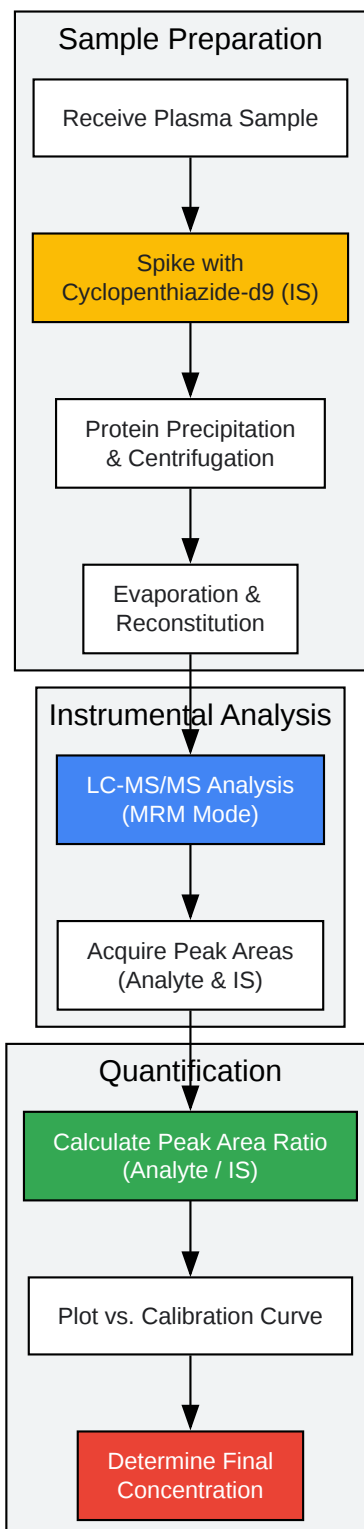 Sample Preparation
Receive Plasma Sample
Spike with
Cyclopenthiazide-d9 (IS)
Protein Precipitation
& Centrifugation
Evaporation &
Reconstitution
Instrumental Analysis
LC-MS/MS Analysis
(MRM Mode)
Acquire Peak Areas
(Analyte & IS)
Quantification
Calculate Peak Area Ratio
(Analyte / IS)
Plot vs. Calibration Curve
Determine Final
Concentration